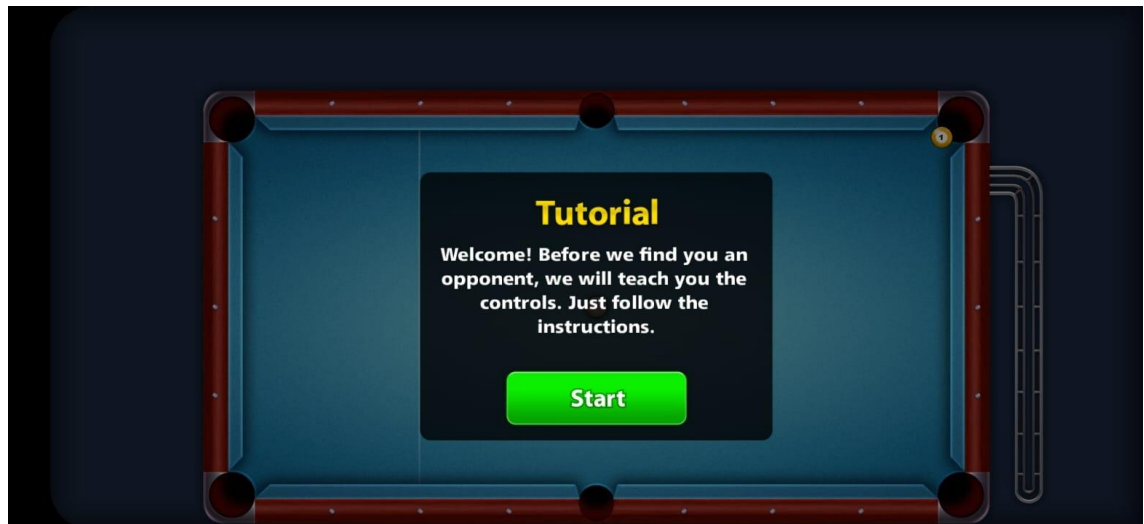 1
Tutorial
Welcome! Before we find you an
opponent, we will teach you the
controls. Just follow the
instructions.
Start